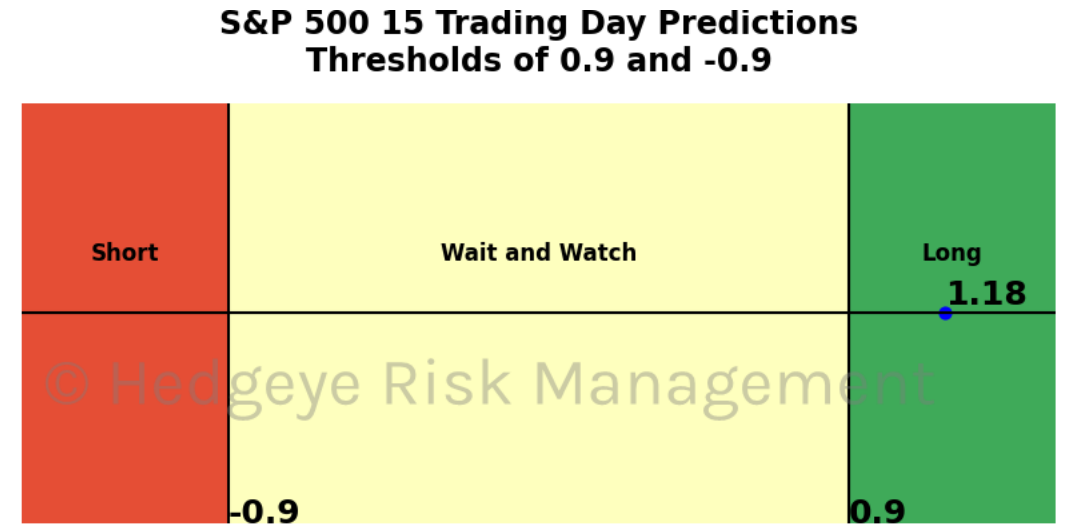 S&P 500 15 Trading Day Predictions
Thresholds of 0.9 and -0.9
Short
Wait and Watch
Long
1.18
© Hedgeye Risk Management
-0.9
0.9